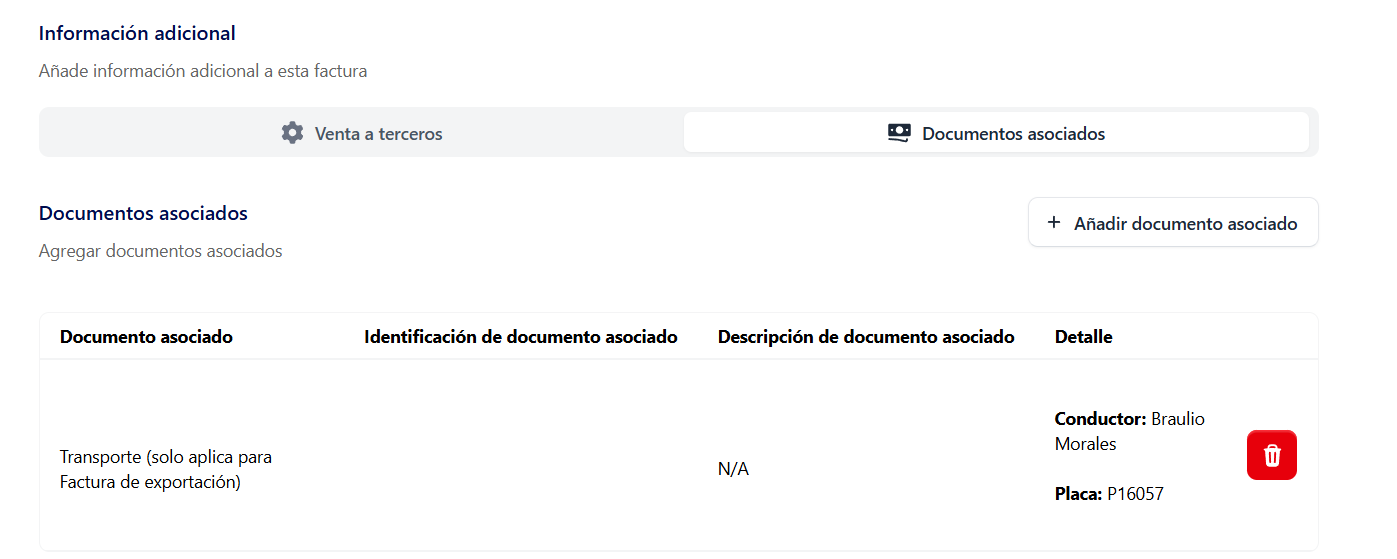 Información adicional
Añade información adicional a esta factura
Venta a terceros
Documentos asociados
Documentos asociados
Agregar documentos asociados
+ Añadir documento asociado
Documento asociado Identificación de documento asociado Descripción de documento asociado Detalle
Transporte (solo aplica para
Factura de exportación)
N/A
Conductor: Braulio
Morales
Placa: P16057